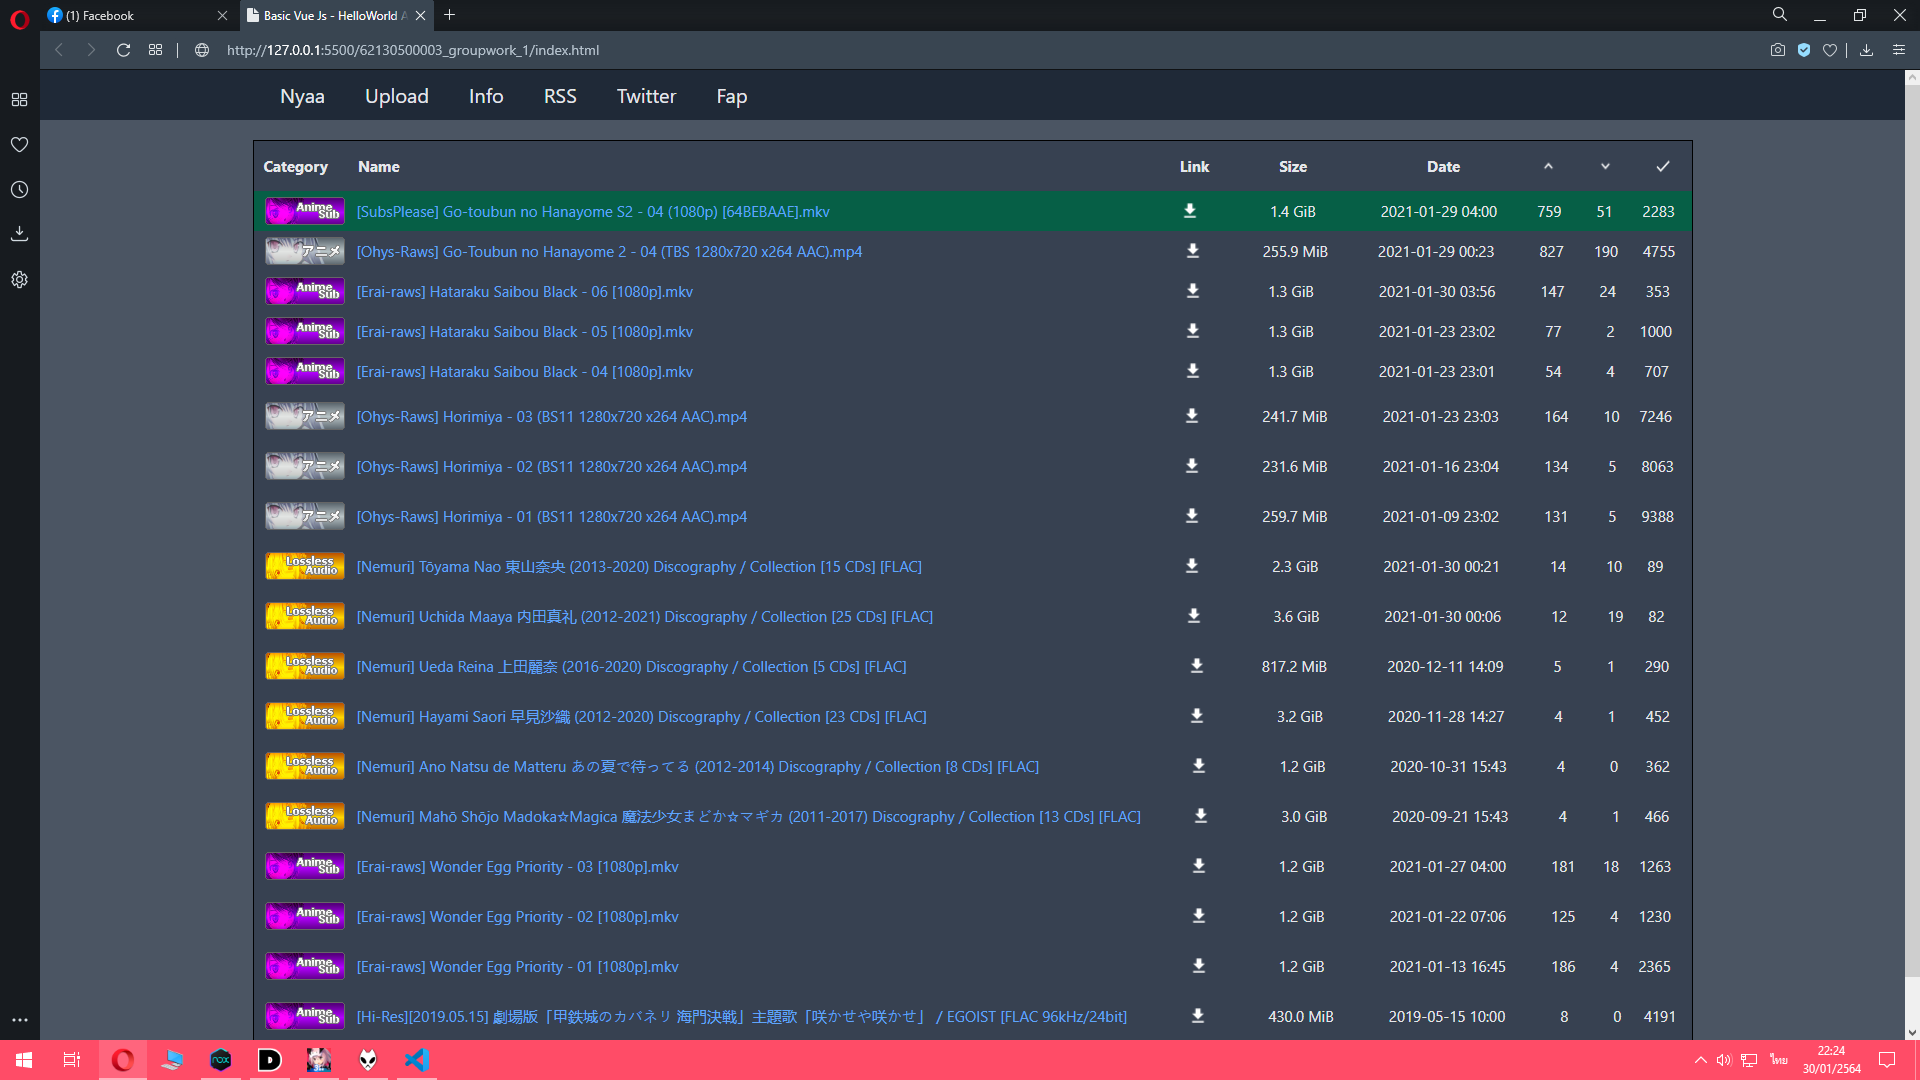 (1) Facebook
Basic Vue Js - HelloWorld A
http://127.0.0.1:5500/62130500003_groupwork_1/index.html
Nyaa Upload Info RSS Twitter Fap
Category Name Link Size Date
Anime Sub [SubsPlease] Go-toubun no Hanayome S2 - 04 (1080p) [64BEBAAE].mkv 1.4 GiB 2021-01-29 04:00 759 51 2283
アニメ [Ohys-Raws] Go-Toubun no Hanayome 2 - 04 (TBS 1280x720 x264 AAC).mp4 255.9 MiB 2021-01-29 00:23 827 190 4755
Anime Sub [Erai-raws] Hataraku Saibou Black - 06 [1080p].mkv 1.3 GiB 2021-01-30 03:56 147 24 353
Anime Sub [Erai-raws] Hataraku Saibou Black - 05 [1080p].mkv 1.3 GiB 2021-01-23 23:02 77 2 1000
Anime Sub [Erai-raws] Hataraku Saibou Black - 04 [1080p].mkv 1.3 GiB 2021-01-23 23:01 54 4 707
アニメ [Ohys-Raws] Horimiya - 03 (BS11 1280x720 x264 AAC).mp4 241.7 MiB 2021-01-23 23:03 164 10 7246
アニメ [Ohys-Raws] Horimiya - 02 (BS11 1280x720 x264 AAC).mp4 231.6 MiB 2021-01-16 23:04 134 5 8063
アニメ [Ohys-Raws] Horimiya - 01 (BS11 1280x720 x264 AAC).mp4 259.7 MiB 2021-01-09 23:02 131 5 9388
Lossless Audio [Nemuri] Tōyama Nao 東山奈央 (2013-2020) Discography / Collection [15 CDs] [FLAC] 2.3 GiB 2021-01-30 00:21 14 10 89
Lossless Audio [Nemuri] Uchida Maaya 内田真礼 (2012-2021) Discography / Collection [25 CDs] [FLAC] 3.6 GiB 2021-01-30 00:06 12 19 82
Lossless Audio [Nemuri] Ueda Reina 上田麗奈 (2016-2020) Discography / Collection [5 CDs] [FLAC] 817.2 MiB 2020-12-11 14:09 5 1 290
Lossless Audio [Nemuri] Hayami Saori 早見沙織 (2012-2020) Discography / Collection [23 CDs] [FLAC] 3.2 GiB 2020-11-28 14:27 4 1 452
Lossless Audio [Nemuri] Ano Natsu de Matteru あの夏で待ってる (2012-2014) Discography / Collection [8 CDs] [FLAC] 1.2 GiB 2020-10-31 15:43 4 0 362
Lossless Audio [Nemuri] Mahō Shōjo Madoka☆Magica 魔法少女まどか☆マギカ (2011-2017) Discography / Collection [13 CDs] [FLAC] 3.0 GiB 2020-09-21 15:43 4 1 466
Anime Sub [Erai-raws] Wonder Egg Priority - 03 [1080p].mkv 1.2 GiB 2021-01-27 04:00 181 18 1263
Anime Sub [Erai-raws] Wonder Egg Priority - 02 [1080p].mkv 1.2 GiB 2021-01-22 07:06 125 4 1230
Anime Sub [Erai-raws] Wonder Egg Priority - 01 [1080p].mkv 1.2 GiB 2021-01-13 16:45 186 4 2365
Anime Sub [Hi-Res][2019.05.15] 劇場版「甲鉄城のカバネリ 海門決戦」主題歌「咲かせや咲かせ」 / EGOIST [FLAC 96kHz/24bit] 430.0 MiB 2019-05-15 10:00 8 0 4191
nox
D
ไทย
22:24
30/01/2564